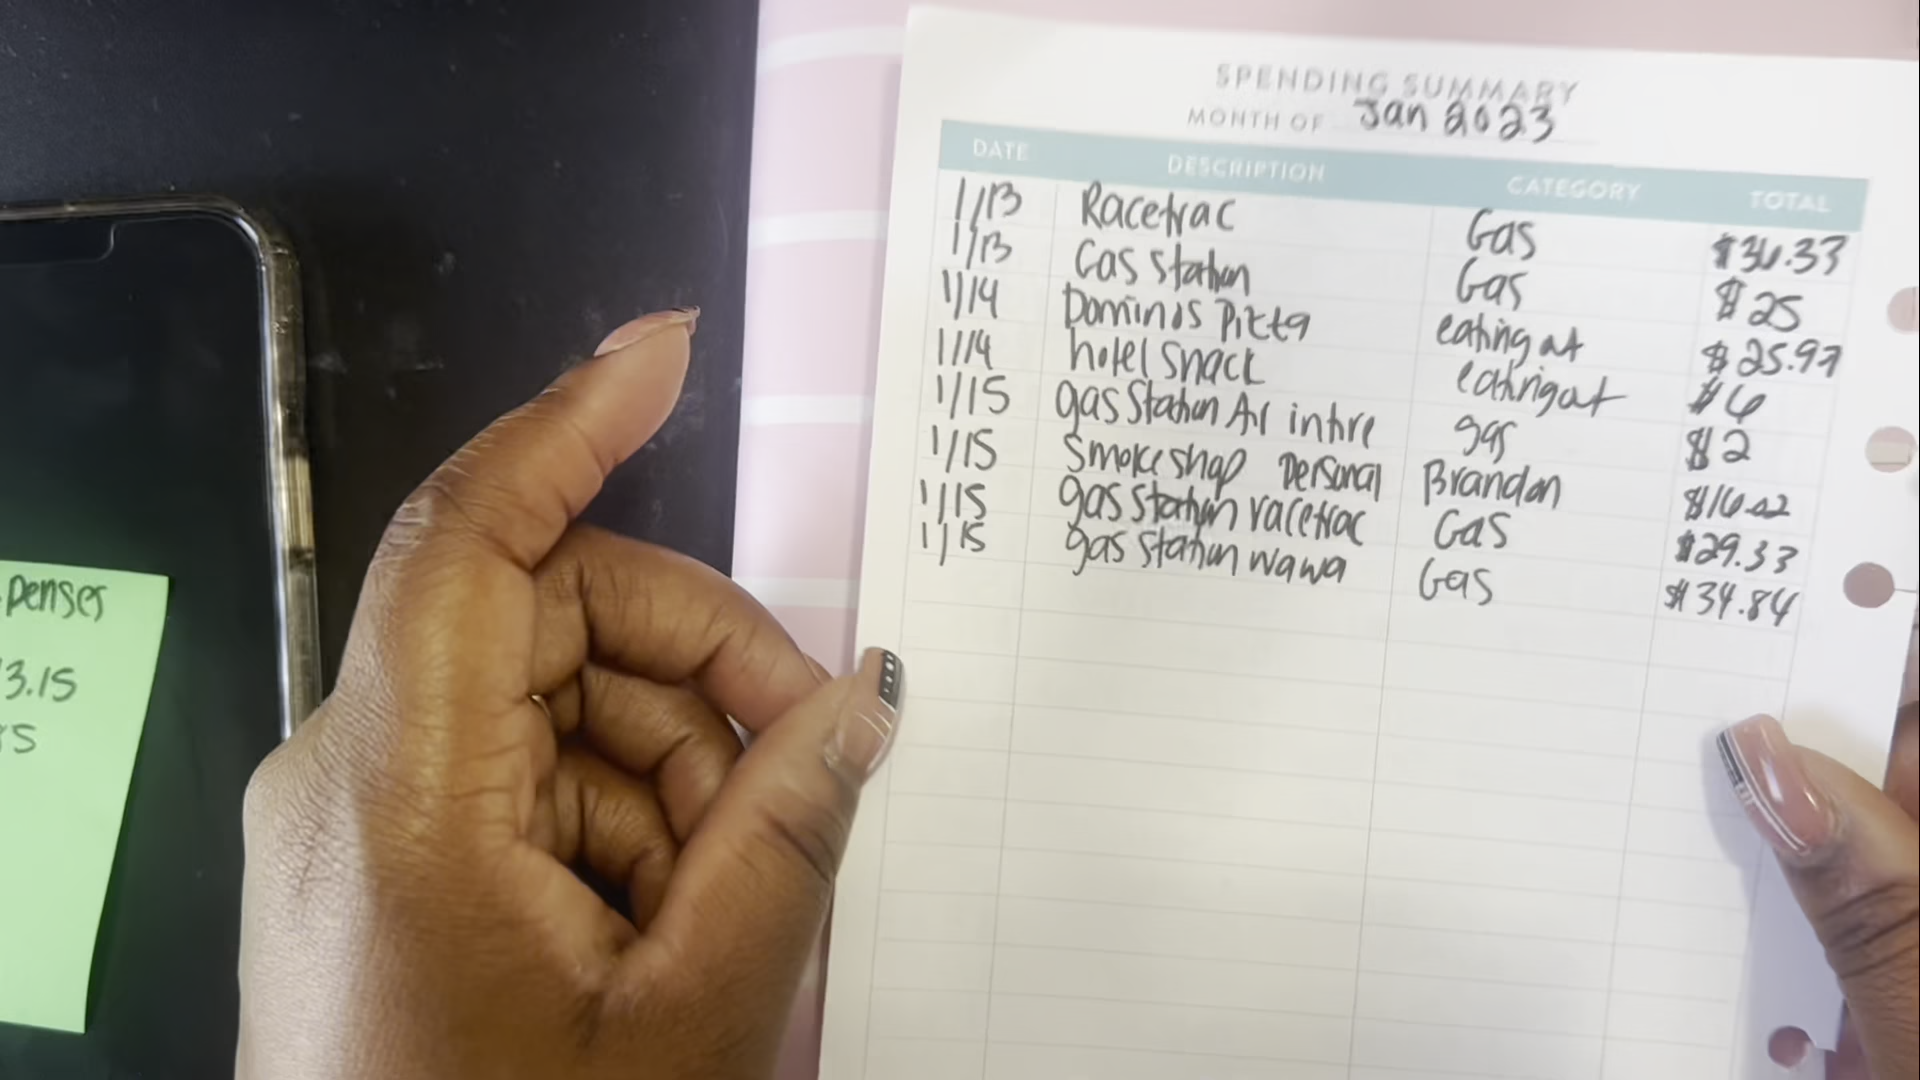 SPENDING SUMMARY
MONTH OF Jan 2023
DATE DESCRIPTION CATEGORY TOTAL
1/13 Racetrac Gas $36.33
1/13 Gas station Gas $25
1/14 Dominos Pizza eating out $25.97
1/14 hotel snack eating out $6
1/15 gas station Air in tire gas $2
1/15 Smoke shop personal Brandon $16.02
1/15 gas station racetrac Gas $29.33
1/15 gas station wawa Gas $34.84
penses
3.15
5